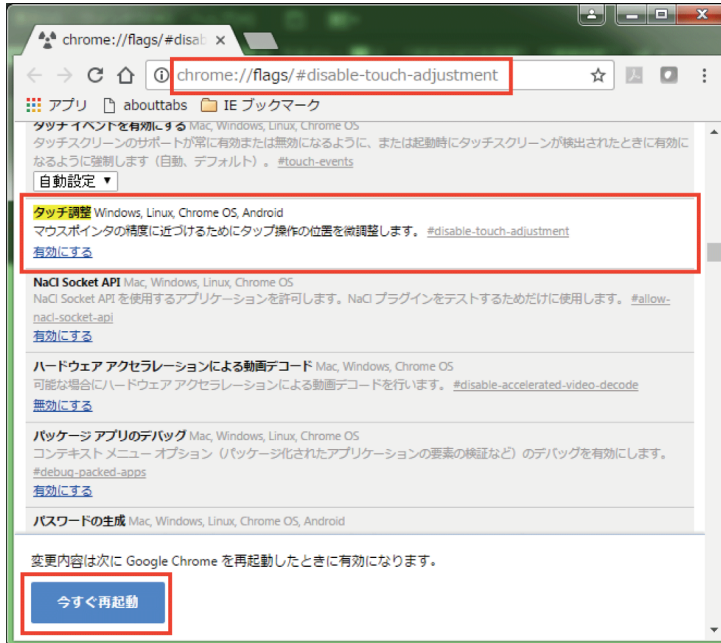 chrome://flags/#disab
chrome://flags/#disable-touch-adjustment
アプリ abouttabs IE ブックマーク
タッチ イベントを有効にする Mac, Windows, Linux, Chrome OS
タッチスクリーンのサポートが常に有効または無効になるように、または起動時にタッチスクリーンが検出されたときに有効に
なるように強制します（自動、デフォルト）。 #touch-events
自動設定 ▼
タッチ調整 Windows, Linux, Chrome OS, Android
マウスポインタの精度に近づけるためにタップ操作の位置を微調整します。 #disable-touch-adjustment
有効にする
NaCl Socket API Mac, Windows, Linux, Chrome OS
NaCl Socket API を使用するアプリケーションを許可します。NaCl プラグインをテストするためだけに使用します。 #allow-
nacl-socket-api
有効にする
ハードウェア アクセラレーションによる動画デコード Mac, Windows, Chrome OS
可能な場合にハードウェア アクセラレーションによる動画デコードを行います。 #disable-accelerated-video-decode
無効にする
パッケージ アプリのデバッグ Mac, Windows, Linux, Chrome OS
コンテキスト メニュー オプション（パッケージ化されたアプリケーションの要素の検証など）のデバッグを有効にします。
#debug-packed-apps
有効にする
パスワードの生成 Mac, Windows, Linux, Chrome OS, Android
変更内容は次に Google Chrome を再起動したときに有効になります。
今すぐ再起動